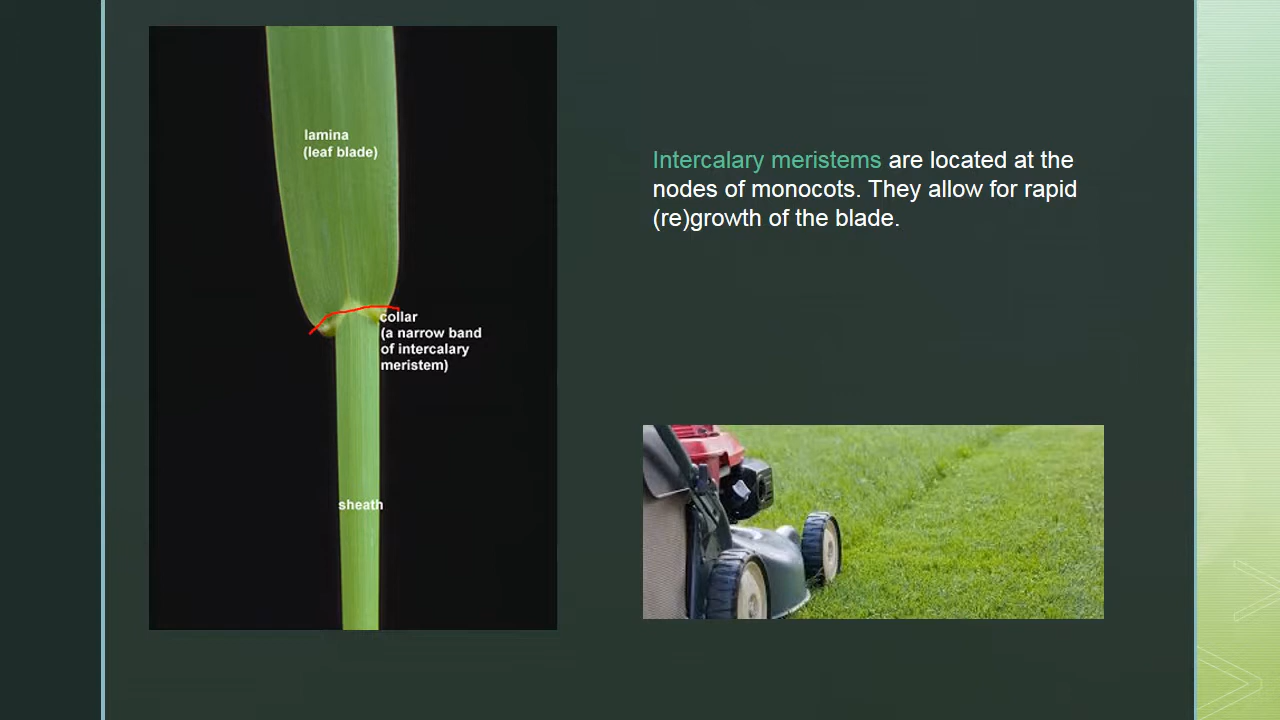 lamina
(leaf blade)
collar
(a narrow band
of intercalary
meristem)
sheath
Intercalary meristems are located at the
nodes of monocots. They allow for rapid
(re)growth of the blade.